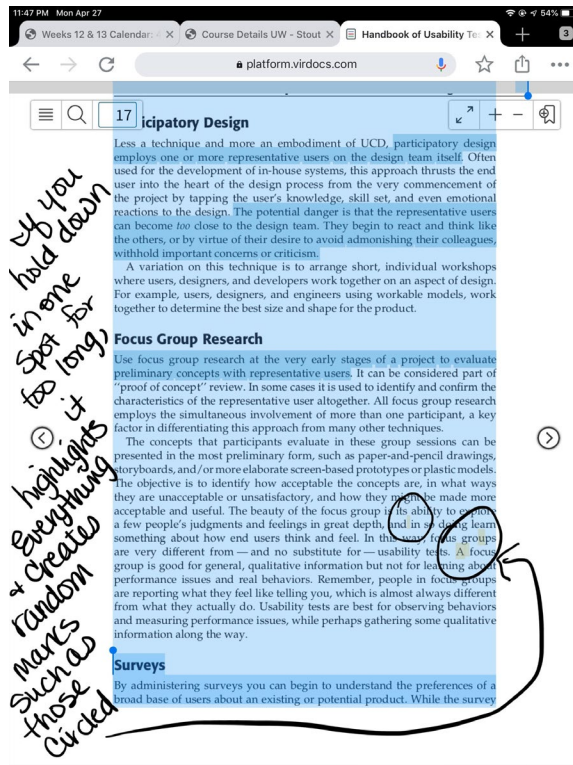 11:47 PM Mon Apr 27
54%
Weeks 12 & 13 Calendar:
Course Details UW - Stout
Handbook of Usability Te
3
platform.virdocs.com
17
icipatory Design
Less a technique and more an embodiment of UCD, participatory design
employs one or more representative users on the design team itself. Often
used for the development of in-house systems, this approach thrusts the end
user into the heart of the design process from the very commencement of
the project by tapping the user's knowledge, skill set, and even emotional
reactions to the design. The potential danger is that the representative users
can become too close to the design team. They begin to react and think like
the others, or by virtue of their desire to avoid admonishing their colleagues,
withhold important concerns or criticism.
A variation on this technique is to arrange short, individual workshops
where users, designers, and developers work together on an aspect of design.
For example, users, designers, and engineers using workable models, work
together to determine the best size and shape for the product.
Focus Group Research
Use focus group research at the very early stages of a project to evaluate
preliminary concepts with representative users. It can be considered part of
"proof of concept" review. In some cases it is used to identify and confirm the
characteristics of the representative user altogether. All focus group research
employs the simultaneous involvement of more than one participant, a key
factor in differentiating this approach from many other techniques.
The concepts that participants evaluate in these group sessions can be
presented in the most preliminary form, such as paper-and-pencil drawings,
storyboards, and/or more elaborate screen-based prototypes or plastic models.
The objective is to identify how acceptable the concepts are, in what ways
they are unacceptable or unsatisfactory, and how they might be made more
acceptable and useful. The beauty of the focus group is its ability to explore
a few people's judgments and feelings in great depth, and in so doing learn
something about how end users think and feel. In this way, focus groups
are very different from — and no substitute for — usability tests. A focus
group is good for general, qualitative information but not for learning about
performance issues and real behaviors. Remember, people in focus groups
are reporting what they feel like telling you, which is almost always different
from what they actually do. Usability tests are best for observing behaviors
and measuring performance issues, while perhaps gathering some qualitative
information along the way.
Surveys
By administering surveys you can begin to understand the preferences of a
broad base of users about an existing or potential product. While the survey
If you
hold down
in one
spot for
too long,
it
highlights
everything
& creates
random
marks
such as
those
circled